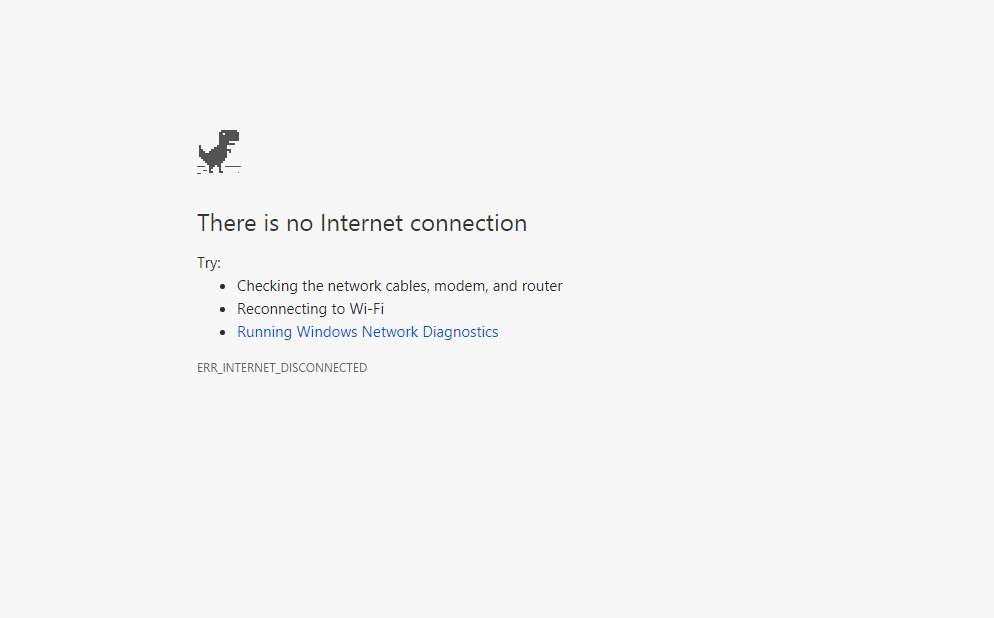 There is no Internet connection
Try:
Checking the network cables, modem, and router
Reconnecting to Wi-Fi
Running Windows Network Diagnostics
ERR_INTERNET_DISCONNECTED